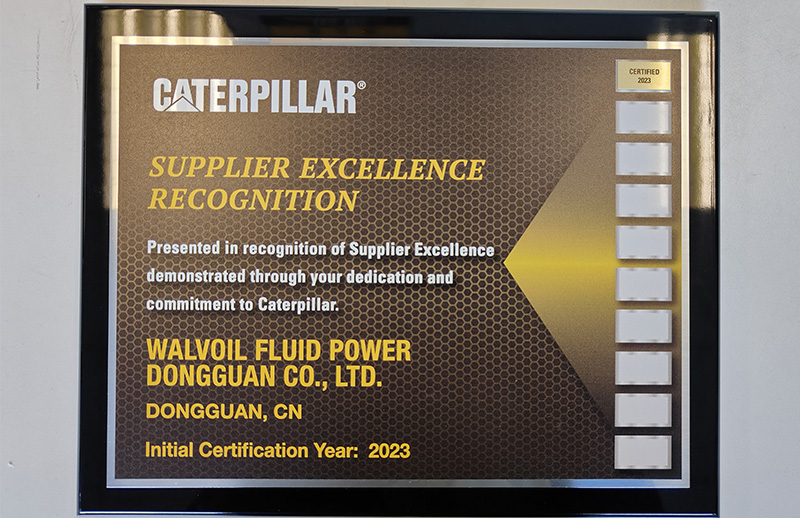 CATERPILLAR®
CERTIFIED
2023
SUPPLIER EXCELLENCE
RECOGNITION
Presented in recognition of Supplier Excellence
demonstrated through your dedication and
commitment to Caterpillar.
WALVOIL FLUID POWER
DONGGUAN CO., LTD.
DONGGUAN, CN
Initial Certification Year: 2023